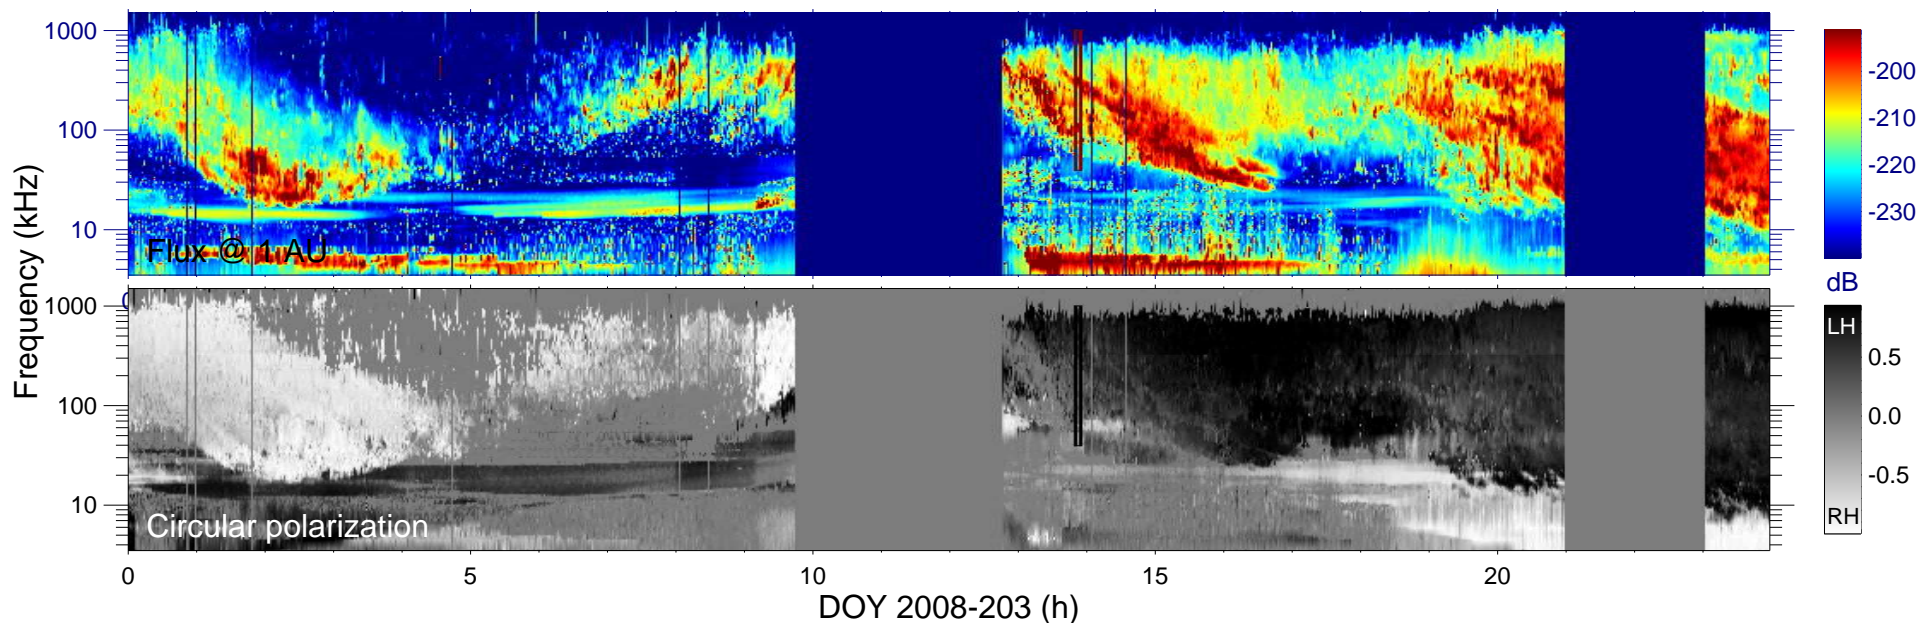 1000
100
10
Flux @ 1 AU
-200
-210
-220
-230
dB
Frequency (kHz)
0
1000
100
10
Circular polarization
LH
0.5
0.0
-0.5
RH
0
5
10
15
20
DOY 2008-203 (h)